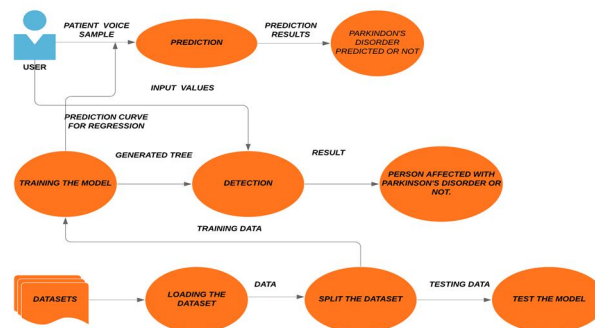 PATIENT VOICE
SAMPLE
PREDICTION
PREDICTION
RESULTS
PARKINDON'S
DISORDER
PREDICTED OR NOT
USER
INPUT VALUES
PREDICTION CURVE
FOR REGRESSION
GENERATED TREE
RESULT
TRAINING THE MODEL
DETECTION
PERSON AFFECTED WITH
PARKINSON'S DISORDER OR
NOT.
TRAINING DATA
DATASETS
LOADING THE
DATASET
DATA
SPLIT THE DATASET
TESTING DATA
TEST THE MODEL